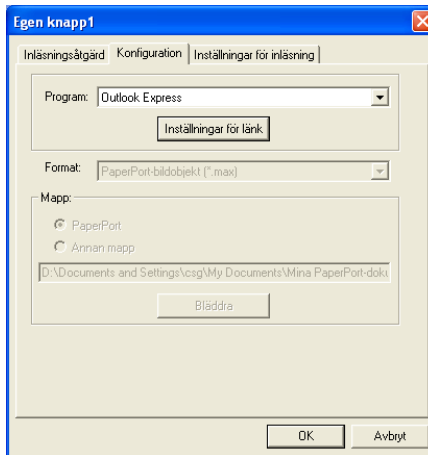 Egen knapp1
Inläsningsåtgärd Konfiguration Inställningar för inläsning
Program: Outlook Express
Inställningar för länk
Format: PaperPort-bildobjekt (*.max)
Mapp:
PaperPort
Annan mapp
D:\Documents and Settings\csg\My Documents\Mina PaperPort-doku
Bläddra
OK Avbryt